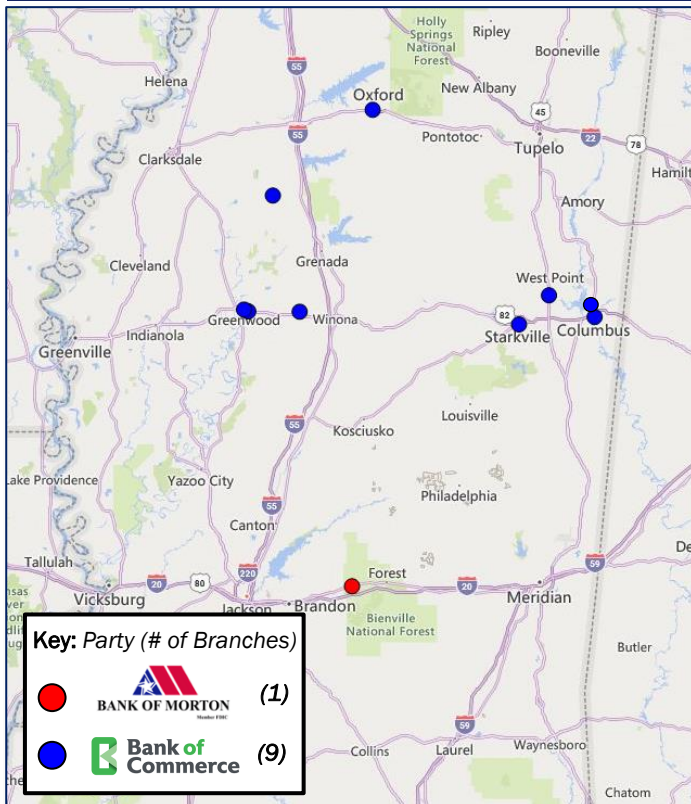 Holly
Springs
National
Forest
Ripley
Booneville
55
Helena
Oxford
New Albany
45
55
Pontotoc
Tupelo
22
78
Clarksdale
Hamilt
Amory
Cleveland
Grenada
West Point
82
Greenwood
Winona
Indianola
Starkville
Columbus
Greenville
Louisville
55
Kosciusko
Lake Providence
Yazoo City
Philadelphia
55
Canton
Tallulah
De
59
20
80
220
Forest
20
Vicksburg
Jackson
Brandon
Meridian
Bienville
National Forest
Key: Party (# of Branches)
Butler
BANK OF MORTON
Member FDIC
(1)
59
Bank of
Commerce
(9)
Collins
Laurel
Waynesboro
Chatom